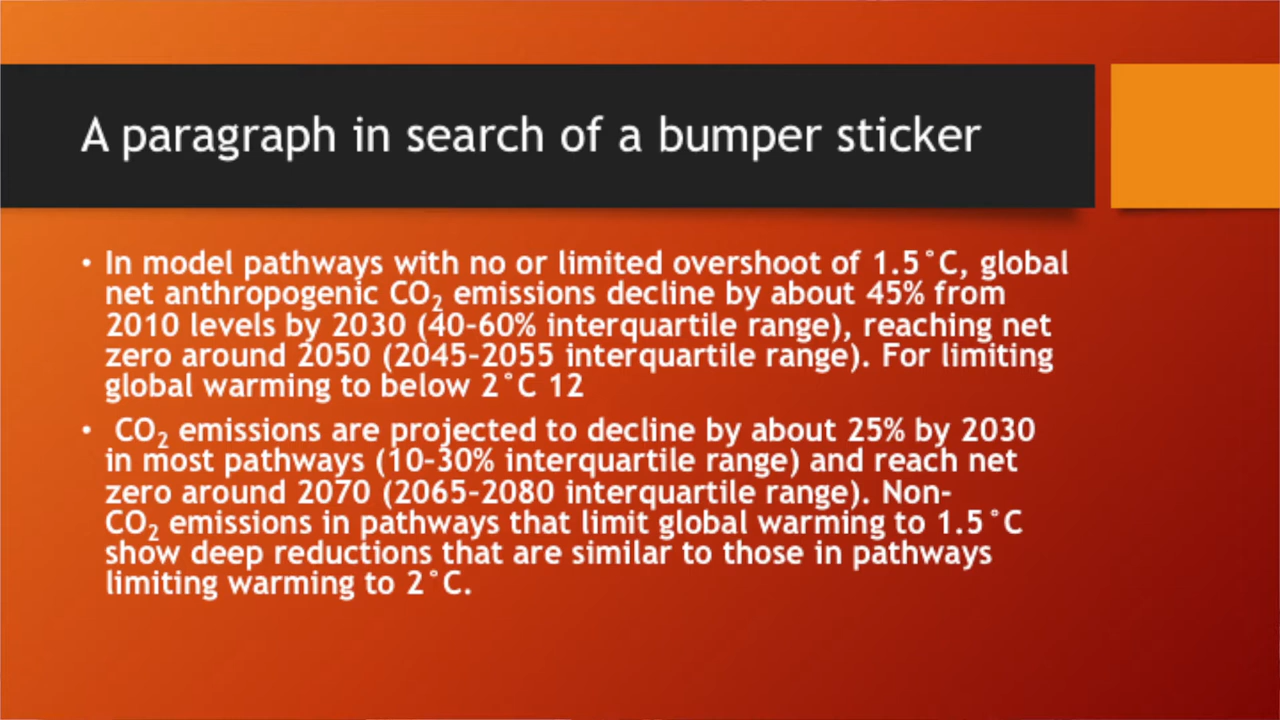 A paragraph in search of a bumper sticker
• In model pathways with no or limited overshoot of 1.5°C, global
net anthropogenic CO₂ emissions decline by about 45% from
2010 levels by 2030 (40–60% interquartile range), reaching net
zero around 2050 (2045–2055 interquartile range). For limiting
global warming to below 2°C 12
• CO₂ emissions are projected to decline by about 25% by 2030
in most pathways (10–30% interquartile range) and reach net
zero around 2070 (2065–2080 interquartile range). Non-
CO₂ emissions in pathways that limit global warming to 1.5°C
show deep reductions that are similar to those in pathways
limiting warming to 2°C.